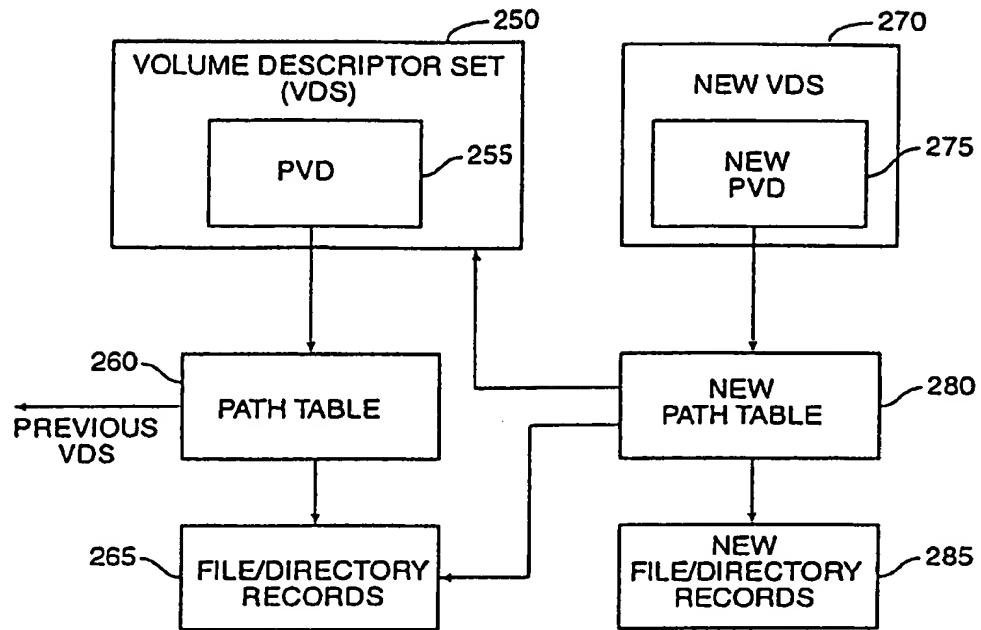 250
VOLUME DESCRIPTOR SET
(VDS)
PVD
255
270
NEW VDS
NEW
PVD
275
260
PATH TABLE
PREVIOUS
VDS
NEW
PATH TABLE
280
265
FILE/DIRECTORY
RECORDS
NEW
FILE/DIRECTORY
RECORDS
285